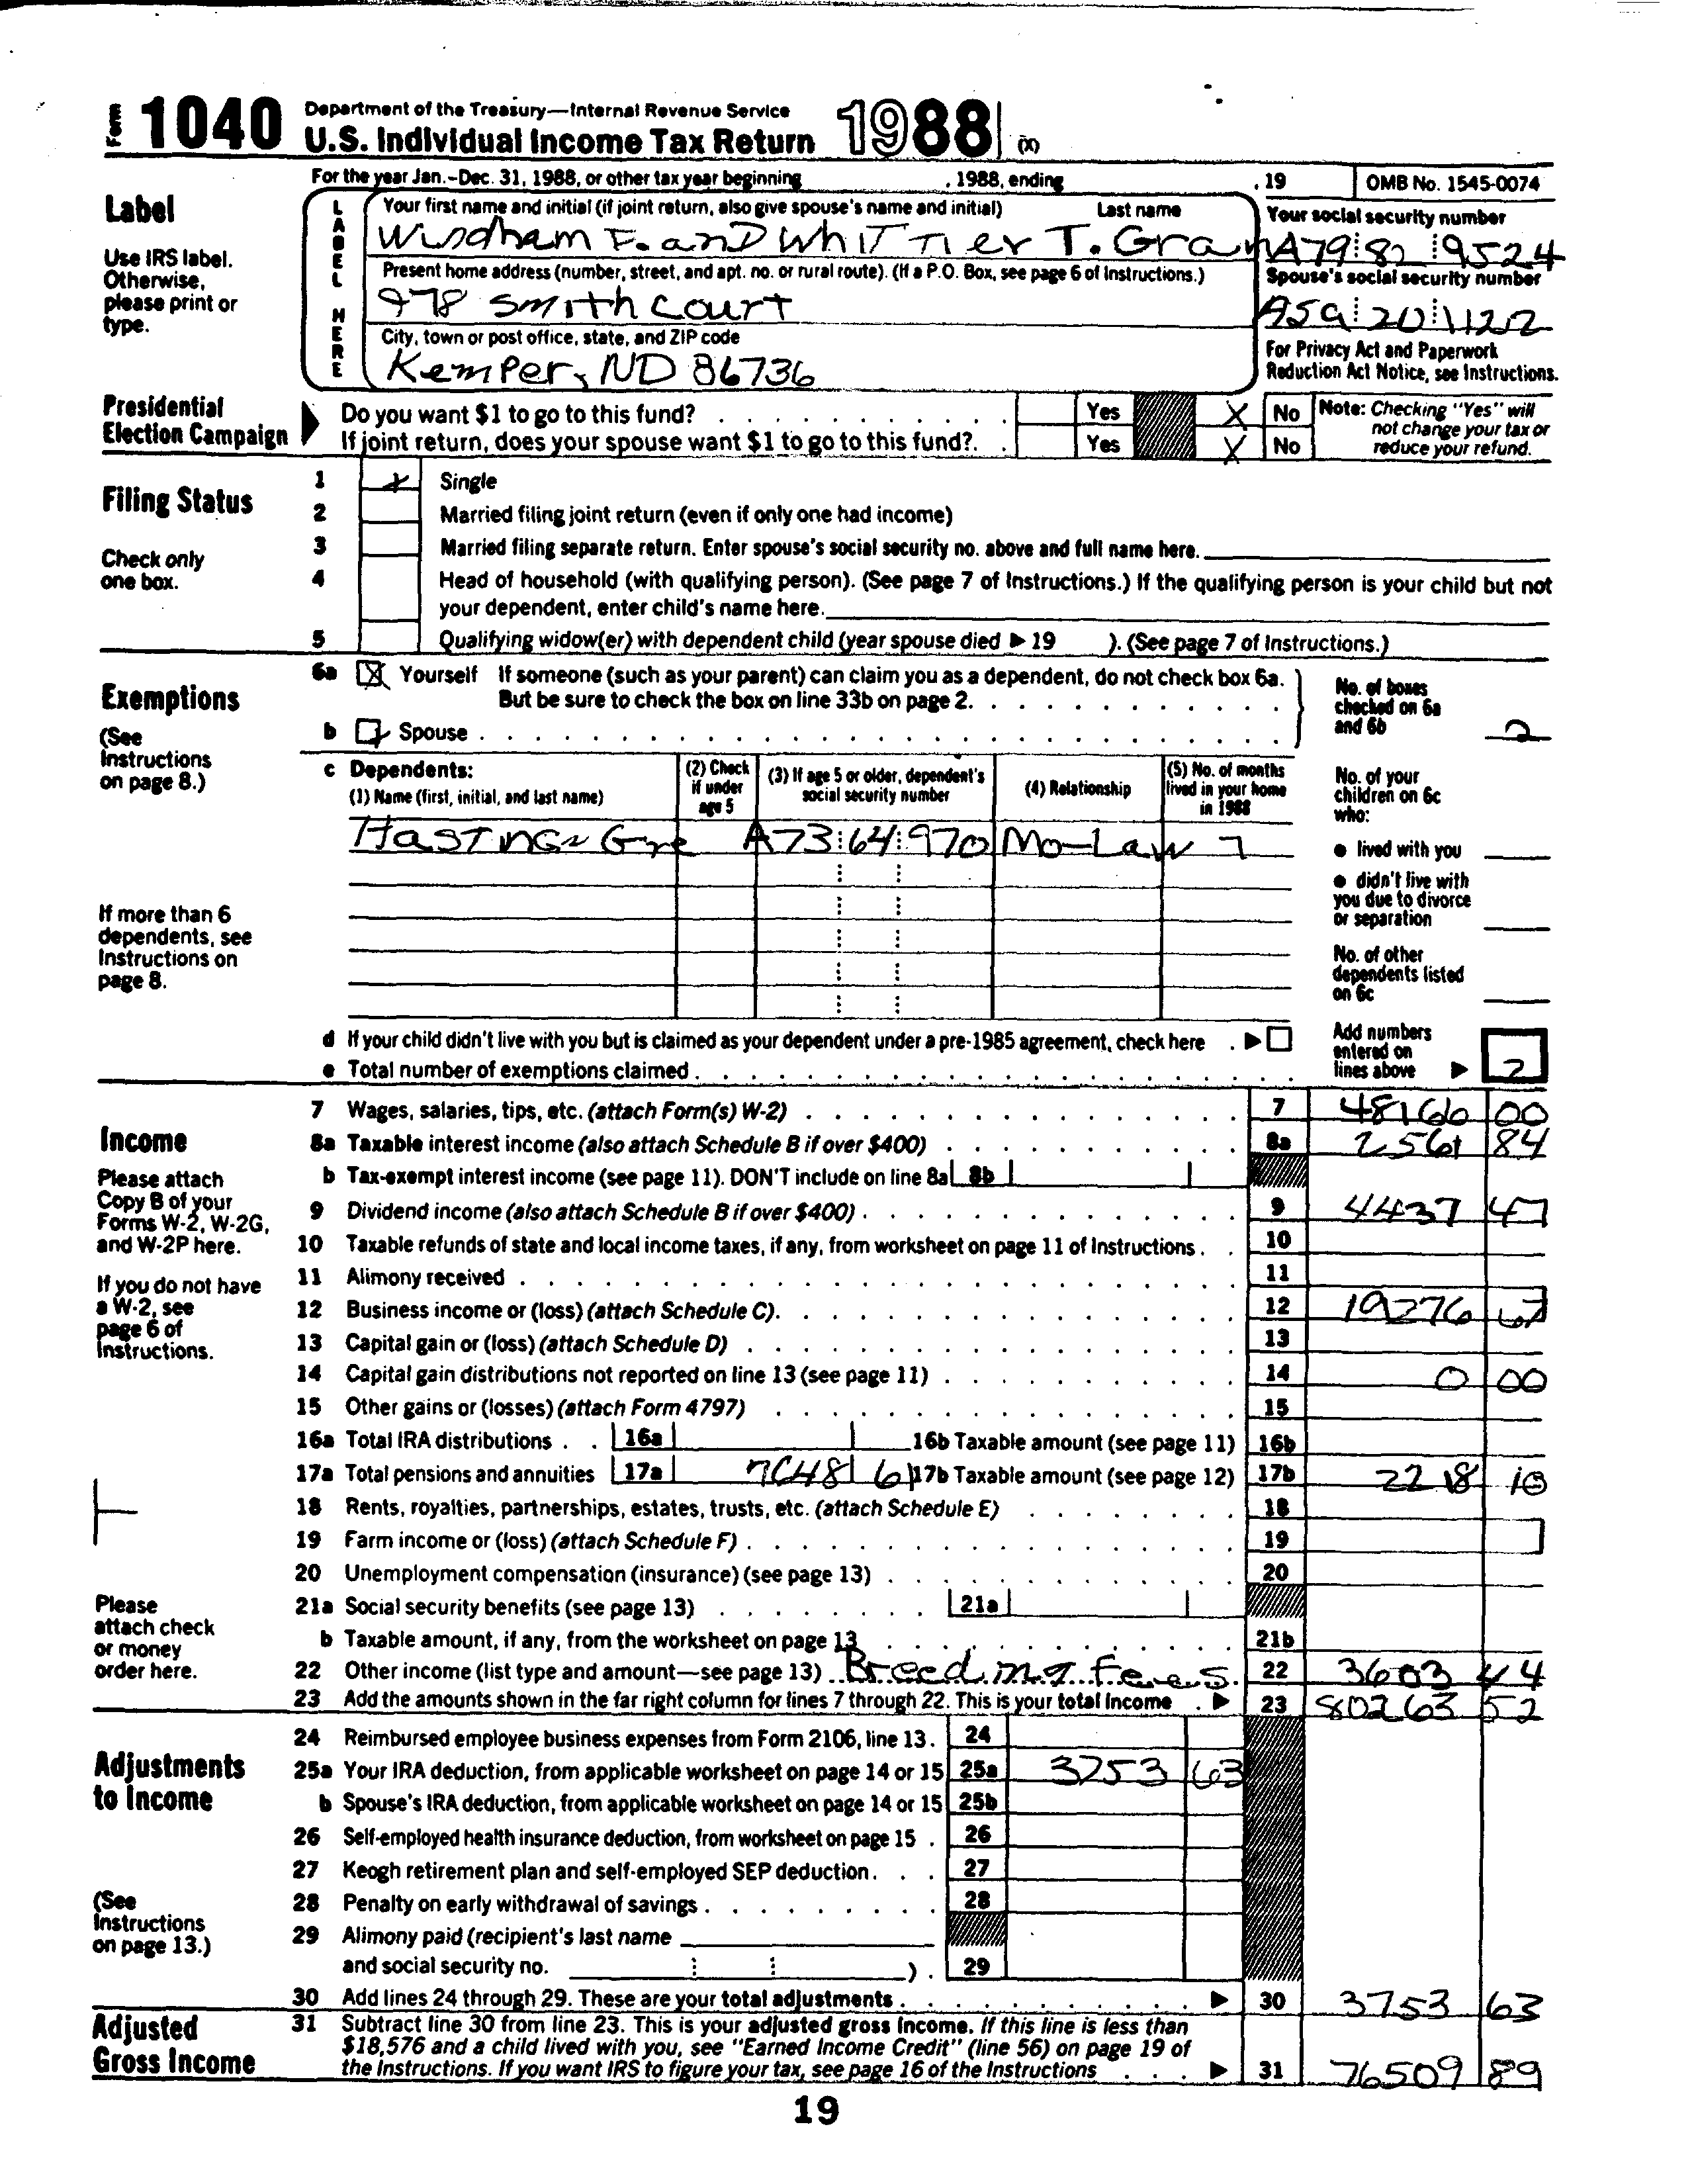 Form 1040 Department of the Treasury—Internal Revenue Service
U.S. Individual Income Tax Return 1988 (X)
For the year Jan.-Dec. 31, 1988, or other tax year beginning , 1988, ending , 19 OMB No. 1545-0074
Label
Use IRS label. Otherwise, please print or type.
LABEL HERE
Your first name and initial (if joint return, also give spouse's name and initial) Last name
Windham F. and Whittier T. Gran
Your social security number
A79 82 9524
Present home address (number, street, and apt. no. or rural route). (If a P.O. Box, see page 6 of Instructions.)
978 Smith Court
Spouse's social security number
A59 20 1122
City, town or post office, state, and ZIP code
Kemper, ND 86736
For Privacy Act and Paperwork Reduction Act Notice, see Instructions.
Presidential Election Campaign
Do you want $1 to go to this fund? Yes X No
If joint return, does your spouse want $1 to go to this fund? Yes X No
Note: Checking "Yes" will not change your tax or reduce your refund.
Filing Status
Check only one box.
1 X Single
2 Married filing joint return (even if only one had income)
3 Married filing separate return. Enter spouse's social security no. above and full name here.
4 Head of household (with qualifying person). (See page 7 of Instructions.) If the qualifying person is your child but not
your dependent, enter child's name here.
5 Qualifying widow(er) with dependent child (year spouse died ▶ 19 ). (See page 7 of Instructions.)
Exemptions
(See Instructions on page 8.)
6a X Yourself If someone (such as your parent) can claim you as a dependent, do not check box 6a.
But be sure to check the box on line 33b on page 2.
b Spouse
No. of boxes checked on 6a and 6b 2
c Dependents:
(1) Name (first, initial, and last name) (2) Check if under age 5 (3) If age 5 or older, dependent's social security number (4) Relationship (5) No. of months lived in your home in 1988
Hastings Gre A73 64 970 Mo-Law 7
No. of your children on 6c who:
● lived with you
● didn't live with you due to divorce or separation
No. of other dependents listed on 6c
If more than 6 dependents, see Instructions on page 8.
d If your child didn't live with you but is claimed as your dependent under a pre-1985 agreement, check here ▶
e Total number of exemptions claimed
Add numbers entered on lines above ▶ 2
Income
Please attach Copy B of your Forms W-2, W-2G, and W-2P here.
If you do not have a W-2, see page 6 of Instructions.
Please attach check or money order here.
7 Wages, salaries, tips, etc. (attach Form(s) W-2) 7 48166 00
8a Taxable interest income (also attach Schedule B if over $400) 8a 2561 84
b Tax-exempt interest income (see page 11). DON'T include on line 8a 8b
9 Dividend income (also attach Schedule B if over $400) 9 4437 47
10 Taxable refunds of state and local income taxes, if any, from worksheet on page 11 of Instructions 10
11 Alimony received 11
12 Business income or (loss) (attach Schedule C) 12 19276 67
13 Capital gain or (loss) (attach Schedule D) 13
14 Capital gain distributions not reported on line 13 (see page 11) 14 0 00
15 Other gains or (losses) (attach Form 4797) 15
16a Total IRA distributions 16a 16b Taxable amount (see page 11) 16b
17a Total pensions and annuities 17a 7648 61 17b Taxable amount (see page 12) 17b 2218 10
18 Rents, royalties, partnerships, estates, trusts, etc. (attach Schedule E) 18
19 Farm income or (loss) (attach Schedule F) 19
20 Unemployment compensation (insurance) (see page 13) 20
21a Social security benefits (see page 13) 21a
b Taxable amount, if any, from the worksheet on page 13 21b
22 Other income (list type and amount—see page 13) Breeding Fees 22 3603 44
23 Add the amounts shown in the far right column for lines 7 through 22. This is your total income ▶ 23 80263 52
Adjustments to Income
(See Instructions on page 13.)
24 Reimbursed employee business expenses from Form 2106, line 13. 24
25a Your IRA deduction, from applicable worksheet on page 14 or 15 25a 3753 63
b Spouse's IRA deduction, from applicable worksheet on page 14 or 15 25b
26 Self-employed health insurance deduction, from worksheet on page 15 26
27 Keogh retirement plan and self-employed SEP deduction 27
28 Penalty on early withdrawal of savings 28
29 Alimony paid (recipient's last name
and social security no. ) 29
30 Add lines 24 through 29. These are your total adjustments ▶ 30 3753 63
Adjusted Gross Income
31 Subtract line 30 from line 23. This is your adjusted gross income. If this line is less than
$18,576 and a child lived with you, see "Earned Income Credit" (line 56) on page 19 of
the Instructions. If you want IRS to figure your tax, see page 16 of the Instructions ▶ 31 76509 89
19